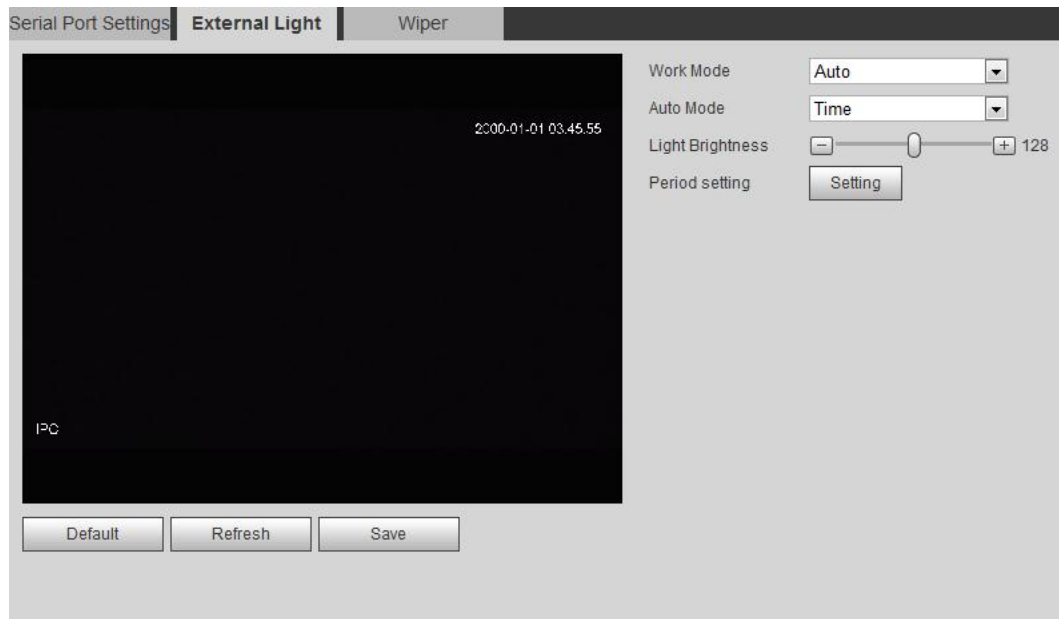 Serial Port Settings External Light Wiper
2000-01-01 03:45:55
IPC
Work Mode Auto
Auto Mode Time
Light Brightness 128
Period setting Setting
Default Refresh Save